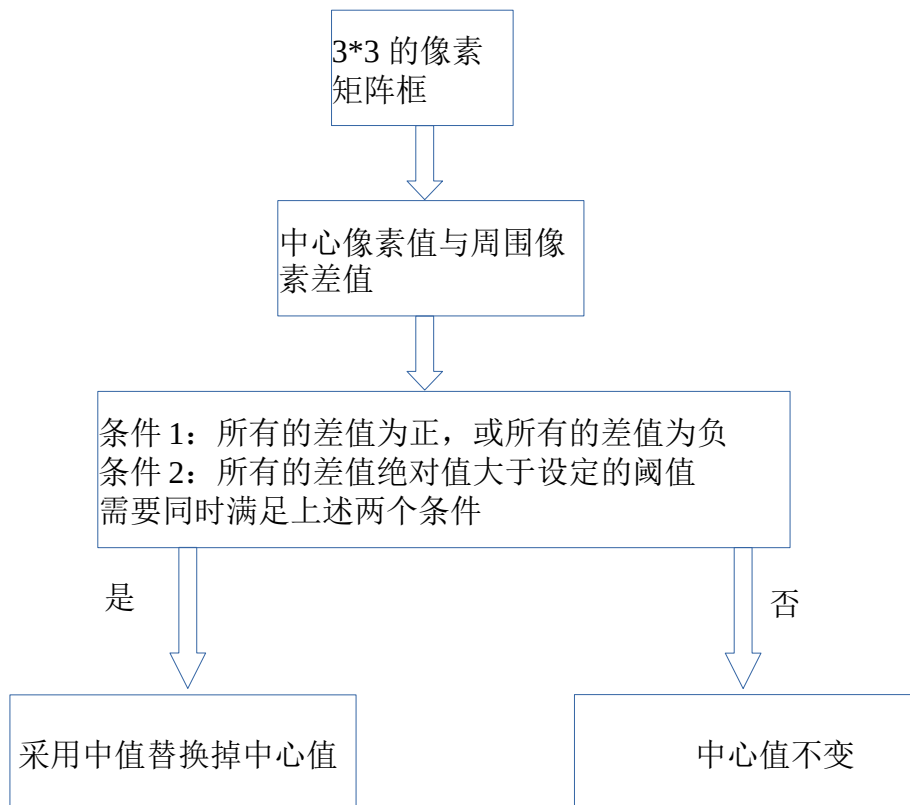 3*3 的像素
矩阵框
中心像素值与周围像
素差值
条件 1：所有的差值为正，或所有的差值为负
条件 2：所有的差值绝对值大于设定的阈值
需要同时满足上述两个条件
是
否
采用中值替换掉中心值
中心值不变